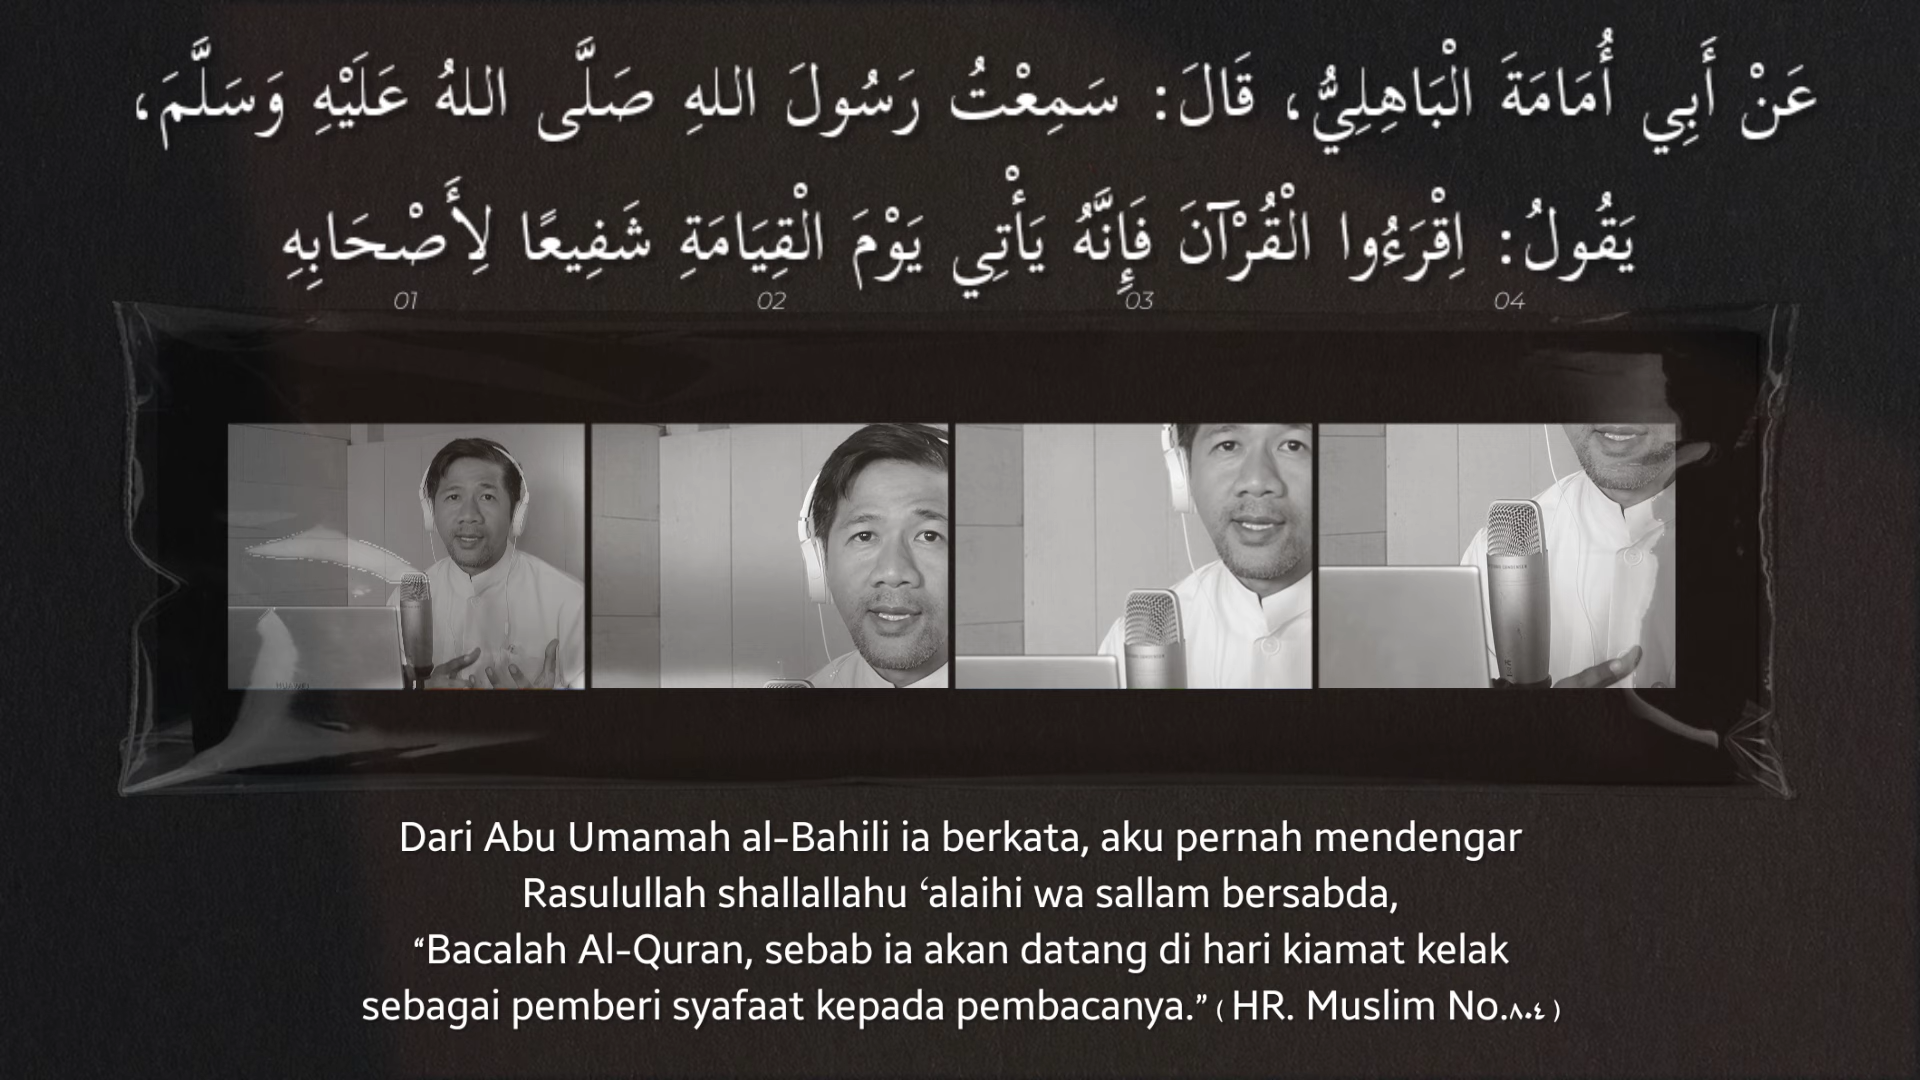 عَنْ أَبِي أُمَامَةَ الْبَاهِلِيُّ، قَالَ: سَمِعْتُ رَسُولَ اللهِ صَلَّى اللهُ عَلَيْهِ وَسَلَّمَ،
يَقُولُ: اِقْرَءُوا الْقُرْآنَ فَإِنَّهُ يَأْتِي يَوْمَ الْقِيَامَةِ شَفِيعًا لِأَصْحَابِهِ
01 02 03 04
HUAWEI
Dari Abu Umamah al-Bahili ia berkata, aku pernah mendengar
Rasulullah shallallahu ‘alaihi wa sallam bersabda,
“Bacalah Al-Quran, sebab ia akan datang di hari kiamat kelak
sebagai pemberi syafaat kepada pembacanya.” ( HR. Muslim No.٨٠٤ )